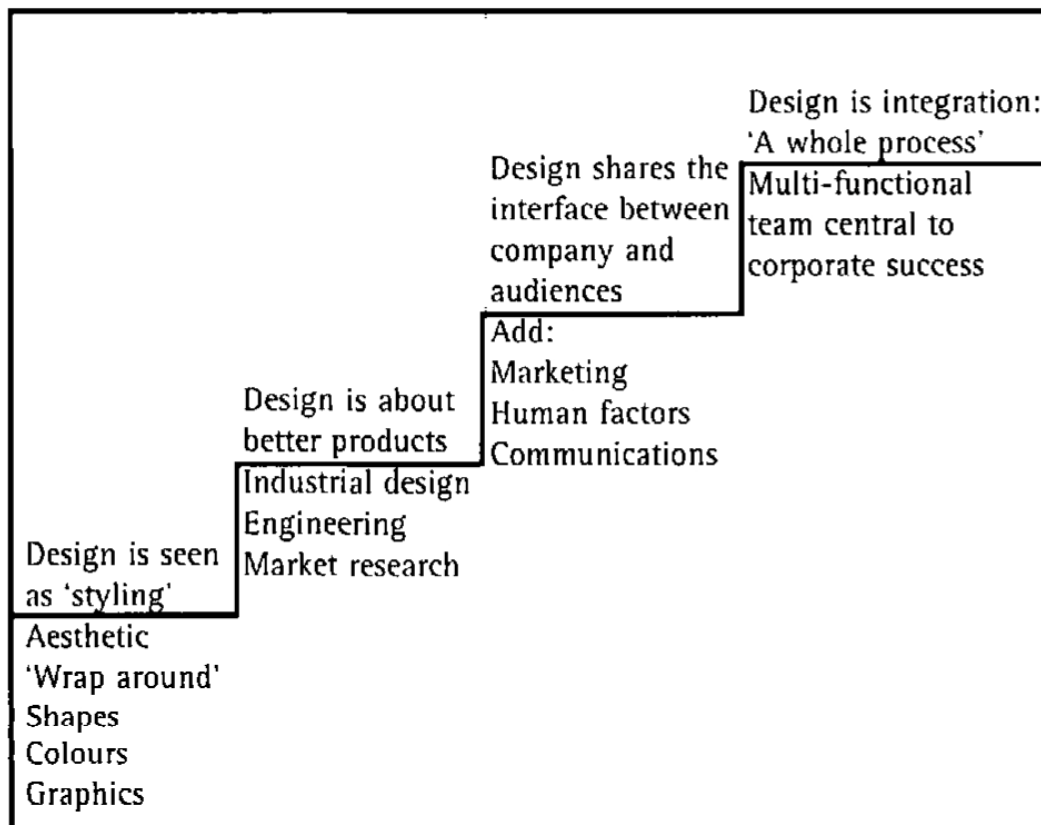 Design is seen
as ‘styling’
Aesthetic
‘Wrap around’
Shapes
Colours
Graphics
Design is about
better products
Industrial design
Engineering
Market research
Design shares the
interface between
company and
audiences
Add:
Marketing
Human factors
Communications
Design is integration:
‘A whole process’
Multi-functional
team central to
corporate success